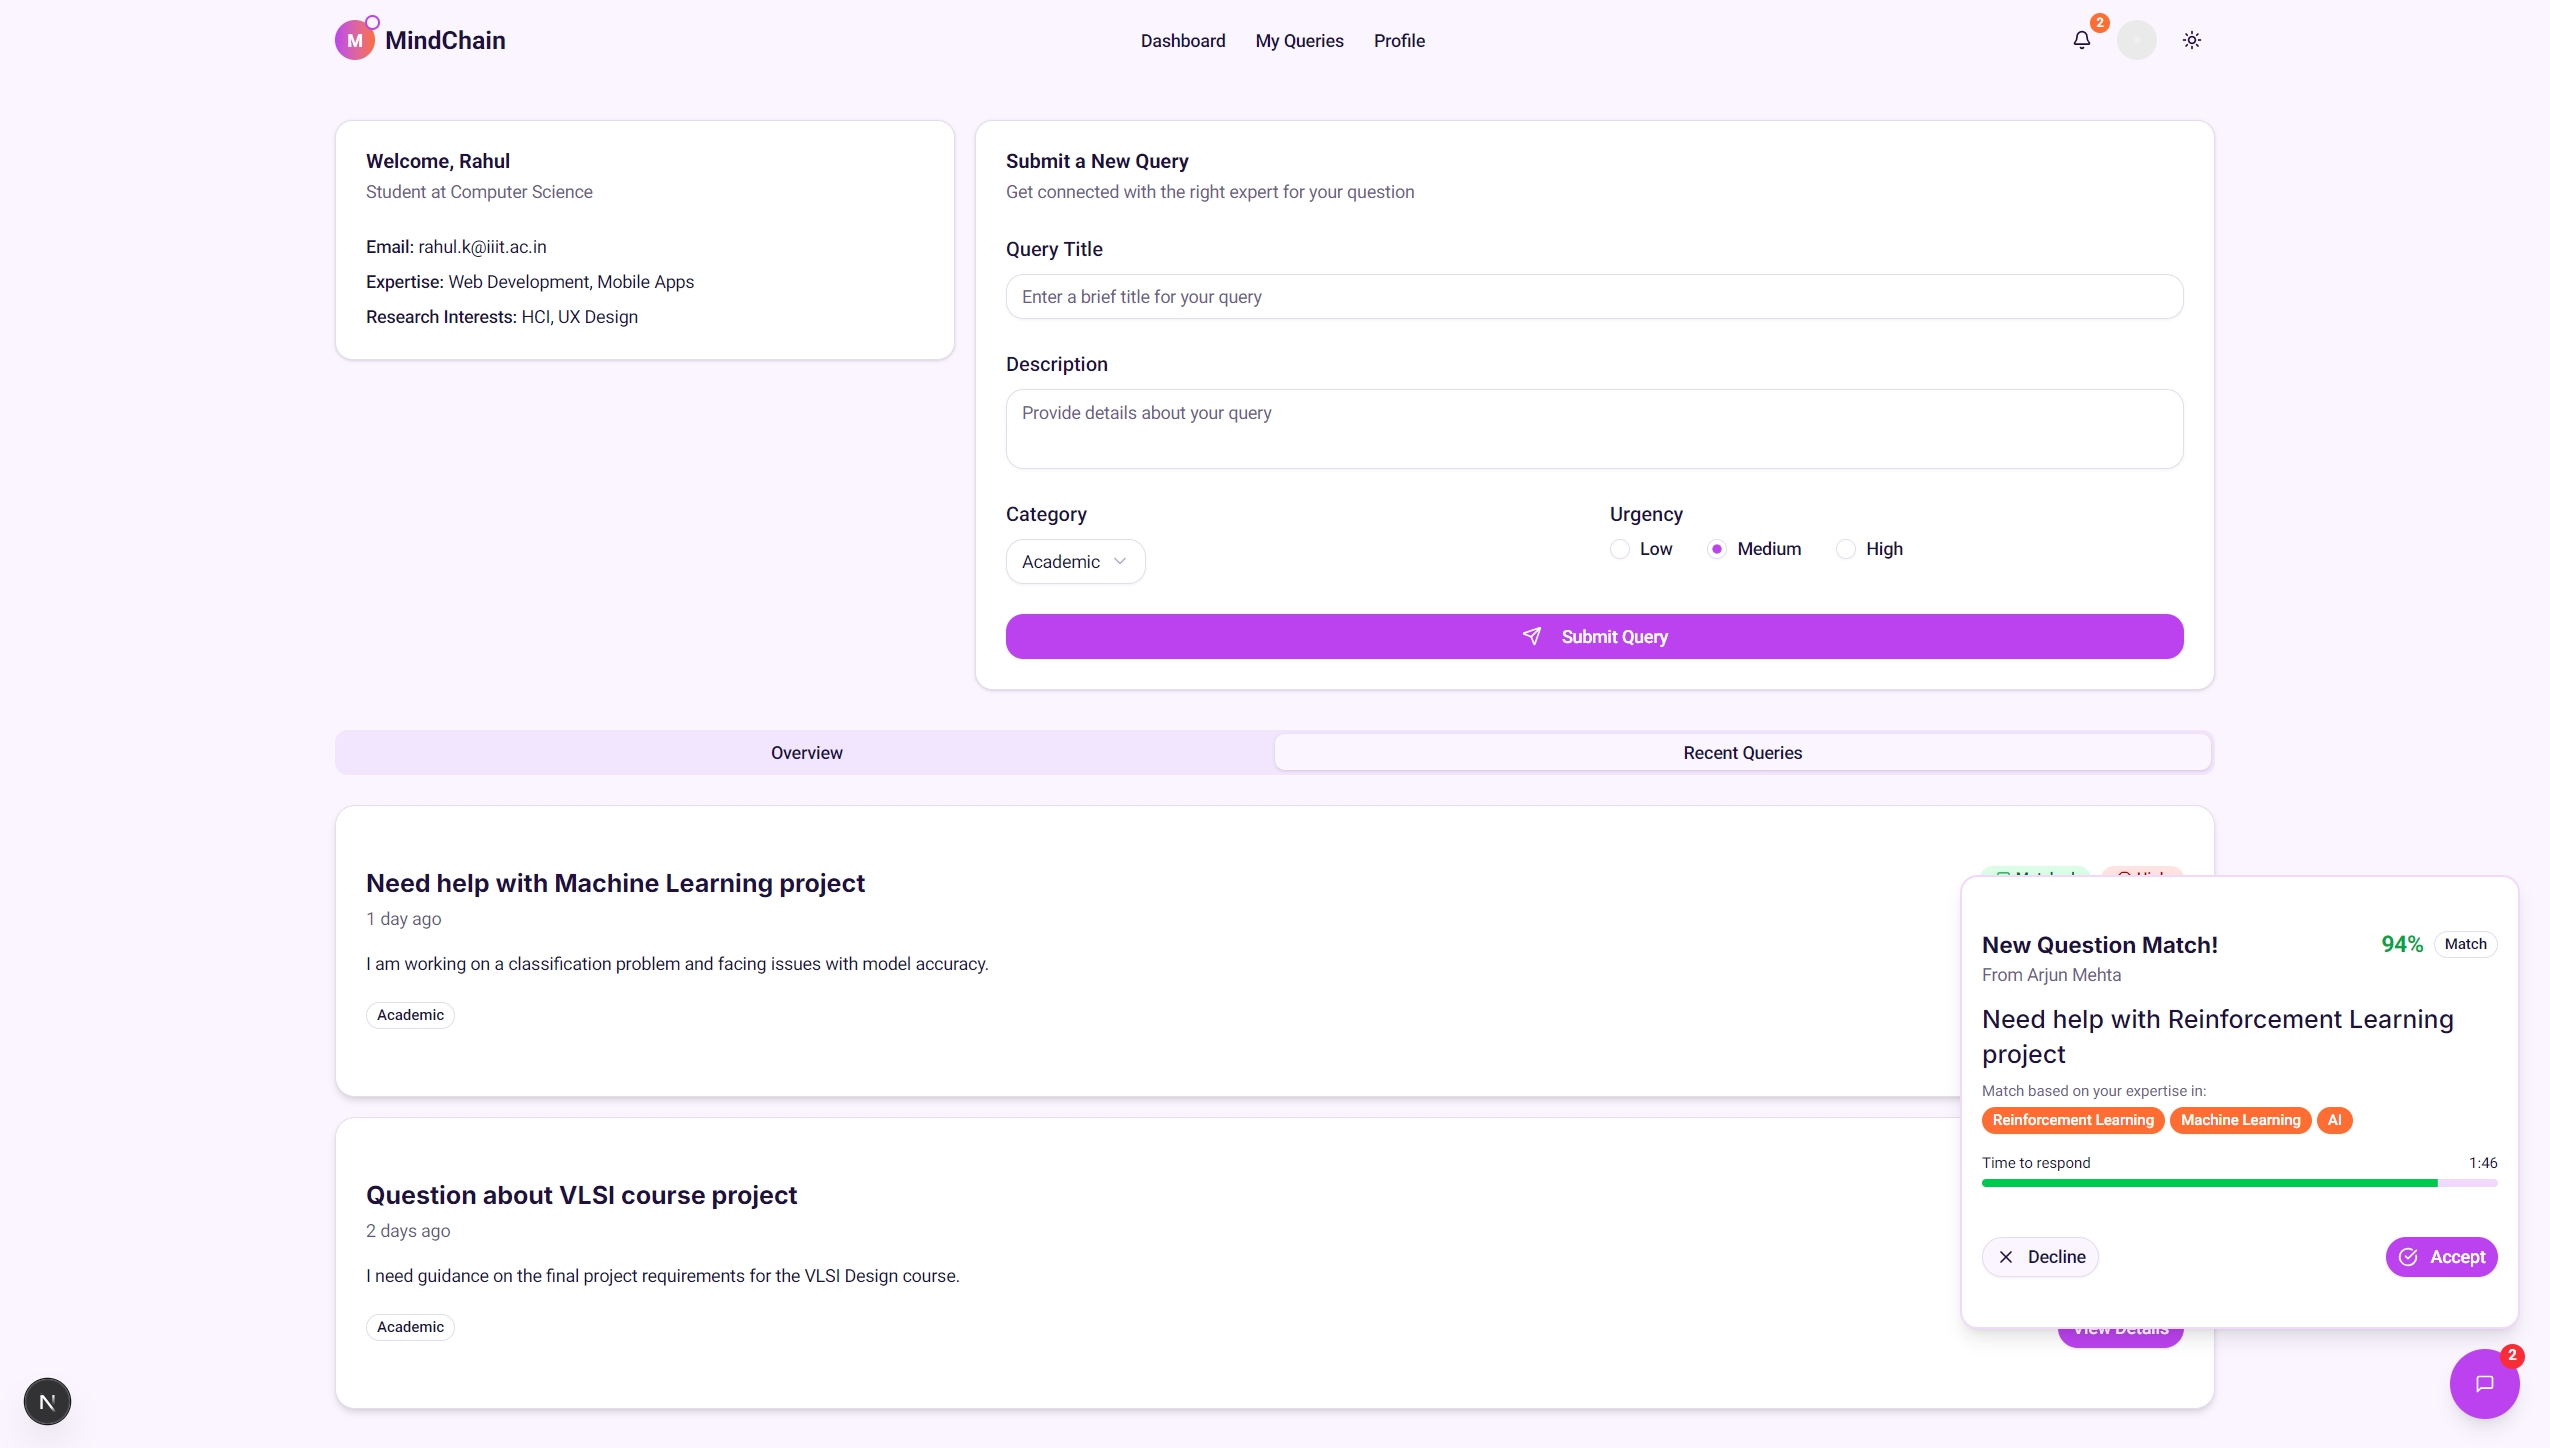 M MindChain
Dashboard My Queries Profile
2
Welcome, Rahul
Student at Computer Science
Email: rahul.k@iiit.ac.in
Expertise: Web Development, Mobile Apps
Research Interests: HCI, UX Design
Submit a New Query
Get connected with the right expert for your question
Query Title
Enter a brief title for your query
Description
Provide details about your query
Category
Academic
Urgency
Low Medium High
Submit Query
Overview Recent Queries
Need help with Machine Learning project
1 day ago
I am working on a classification problem and facing issues with model accuracy.
Academic
Question about VLSI course project
2 days ago
I need guidance on the final project requirements for the VLSI Design course.
Academic
New Question Match! 94% Match
From Arjun Mehta
Need help with Reinforcement Learning
project
Match based on your expertise in:
Reinforcement Learning Machine Learning AI
Time to respond 1:46
Decline Accept
View Details
2
N